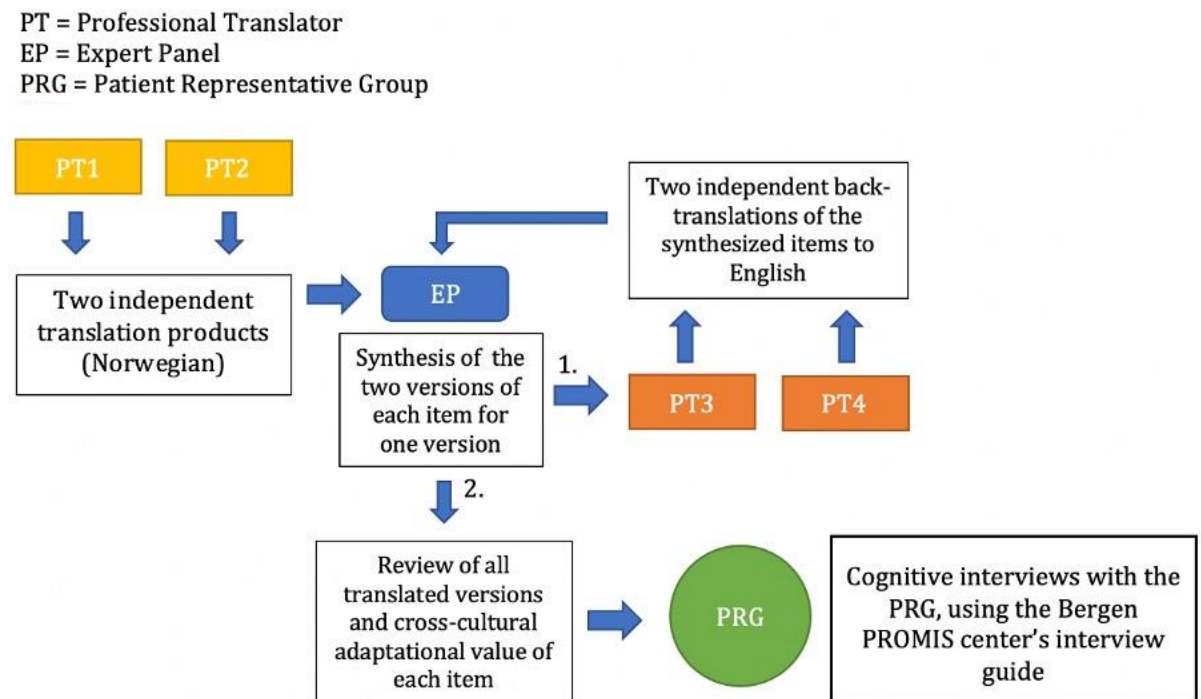 PT = Professional Translator
EP = Expert Panel
PRG = Patient Representative Group
PT1
PT2
Two independent
translation products
(Norwegian)
EP
Synthesis of the
two versions of
each item for
one version
1.
Two independent back-
translations of the
synthesized items to
English
PT3
PT4
2.
Review of all
translated versions
and cross-cultural
adaptational value of
each item
PRG
Cognitive interviews with the
PRG, using the Bergen
PROMIS center’s interview
guide